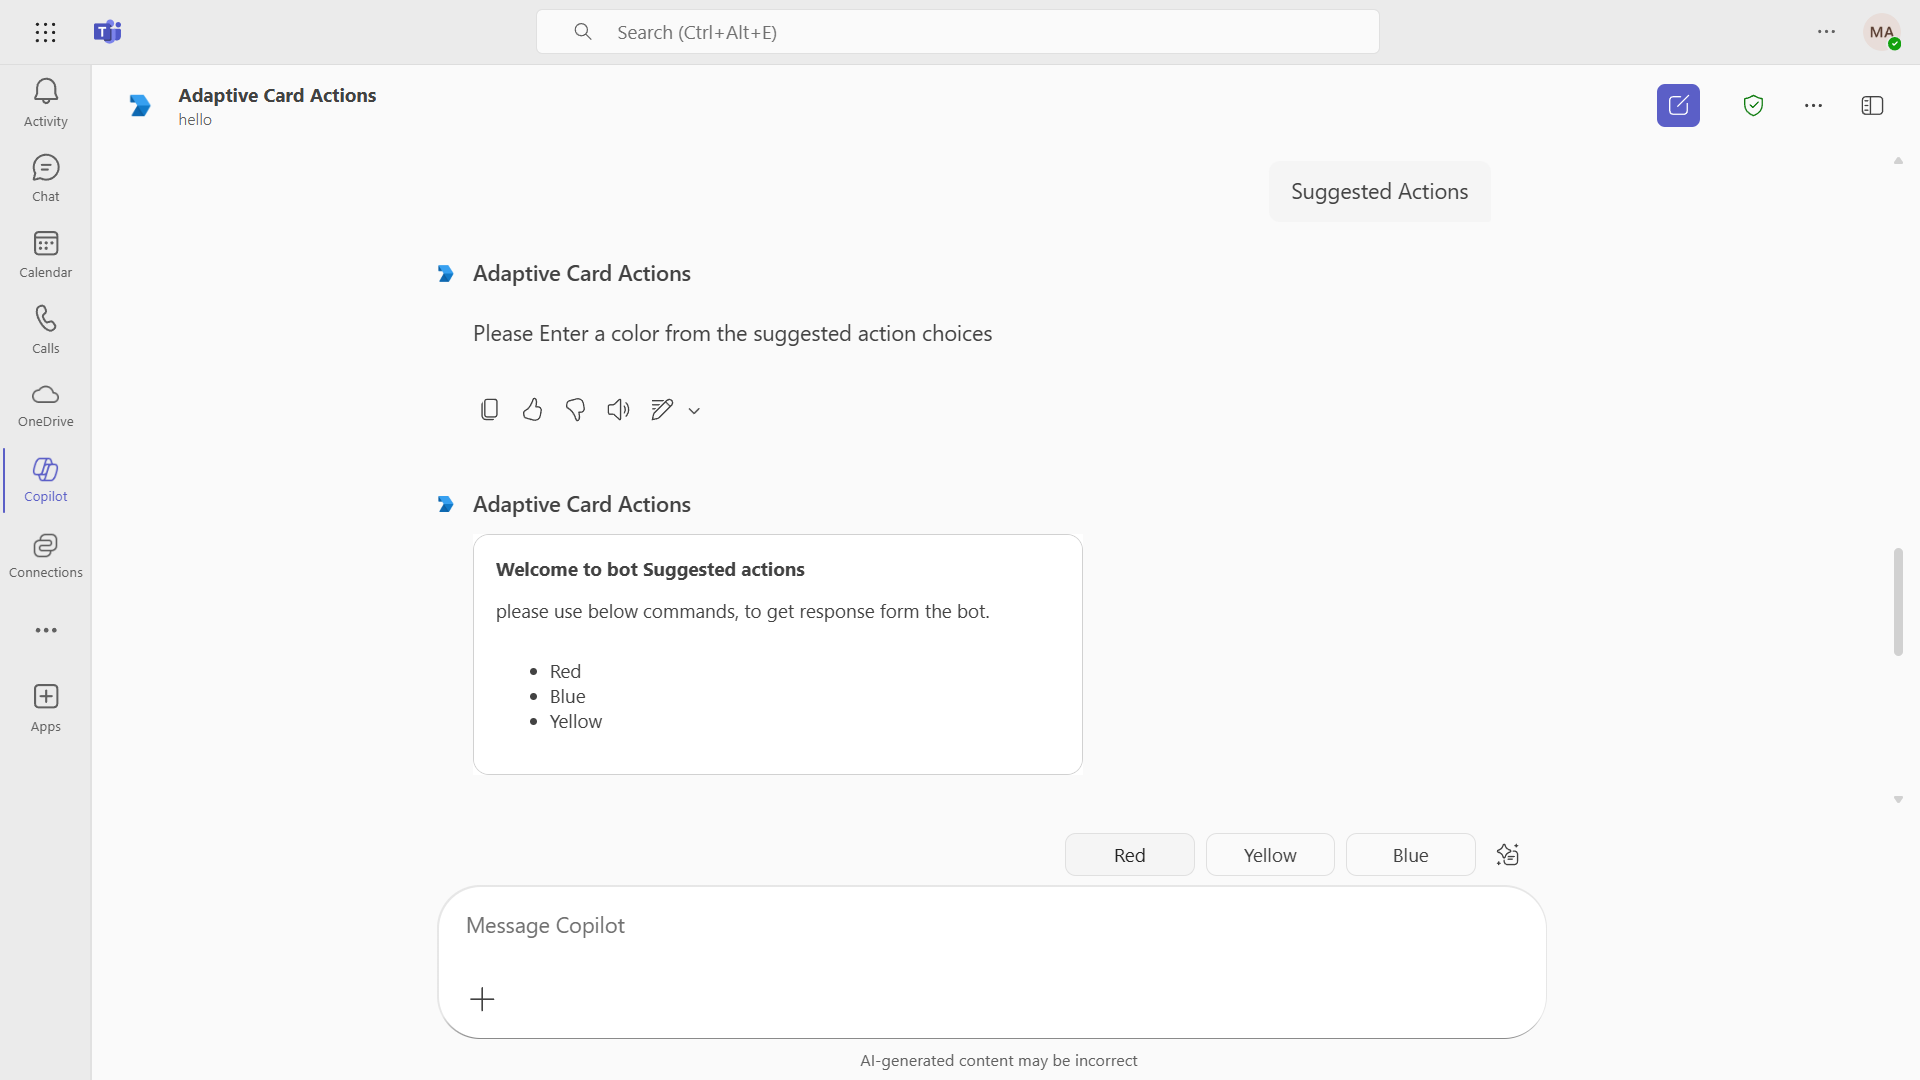 Search (Ctrl+Alt+E)
MA
Activity
Chat
Calendar
Calls
OneDrive
Copilot
Connections
Apps
Adaptive Card Actions
hello
Suggested Actions
Adaptive Card Actions
Please Enter a color from the suggested action choices
Adaptive Card Actions
Welcome to bot Suggested actions
please use below commands, to get response form the bot.
• Red
• Blue
• Yellow
Red Yellow Blue
Message Copilot
AI-generated content may be incorrect